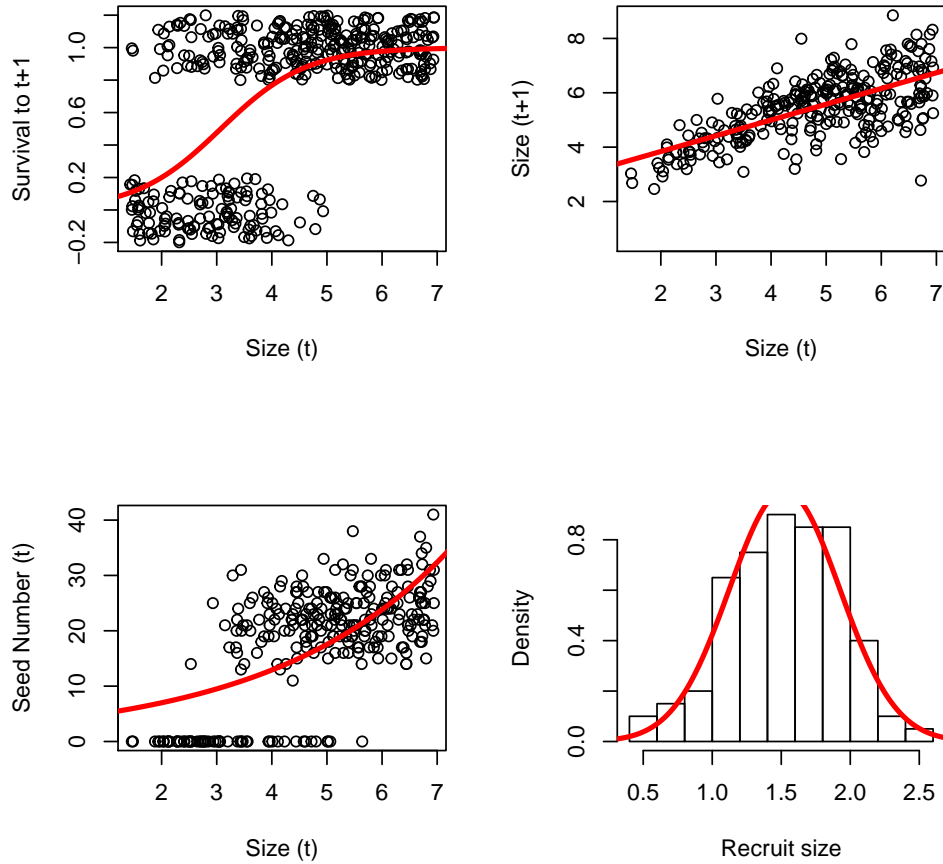 Survival to t+1
−0.2
0.2
0.6
1.0
2 3 4 5 6 7
Size (t)
Size (t+1)
2
4
6
8
2 3 4 5 6 7
Size (t)
Seed Number (t)
0
10
20
30
40
2 3 4 5 6 7
Size (t)
Density
0.0
0.4
0.8
0.5 1.0 1.5 2.0 2.5
Recruit size